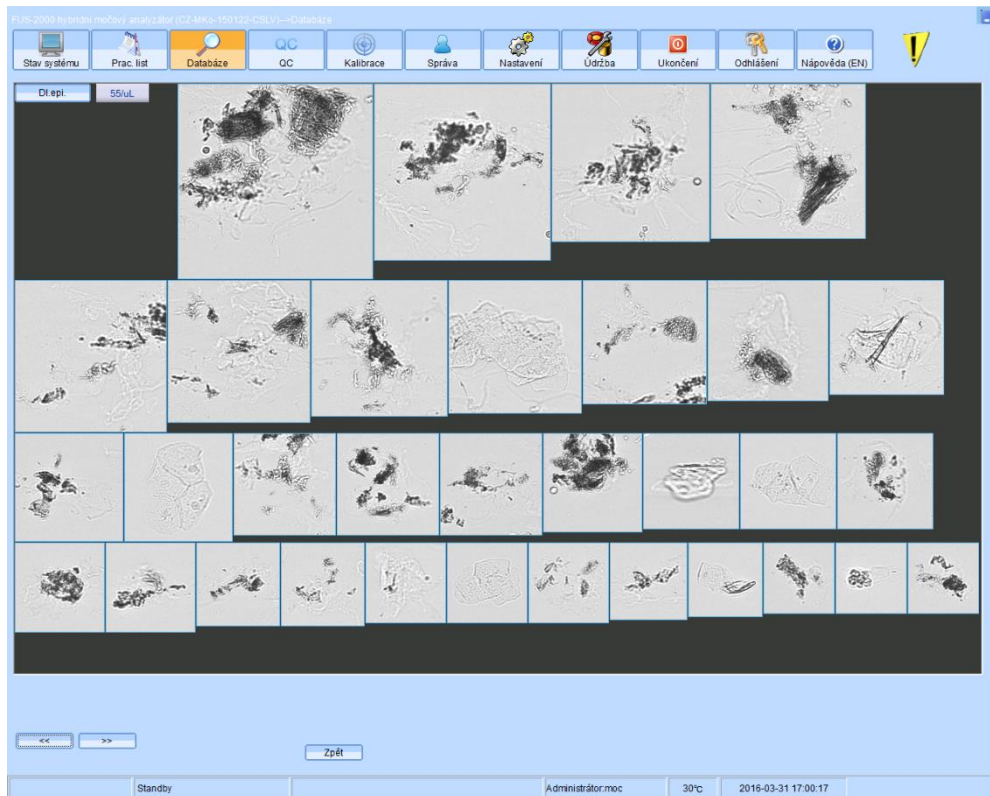 FUS-2000 hybridní močový analyzátor (CZ-MKo-150122-CSLV)-->Databáze
Stav systému Prac. list Databáze QC Kalibrace Správa Nastavení Údržba Ukončení Odhlášení Nápověda (EN)
Dl.epi. 55/uL
<< >>
Zpět
Standby Administrátor:moc 30°C 2016-03-31 17:00:17